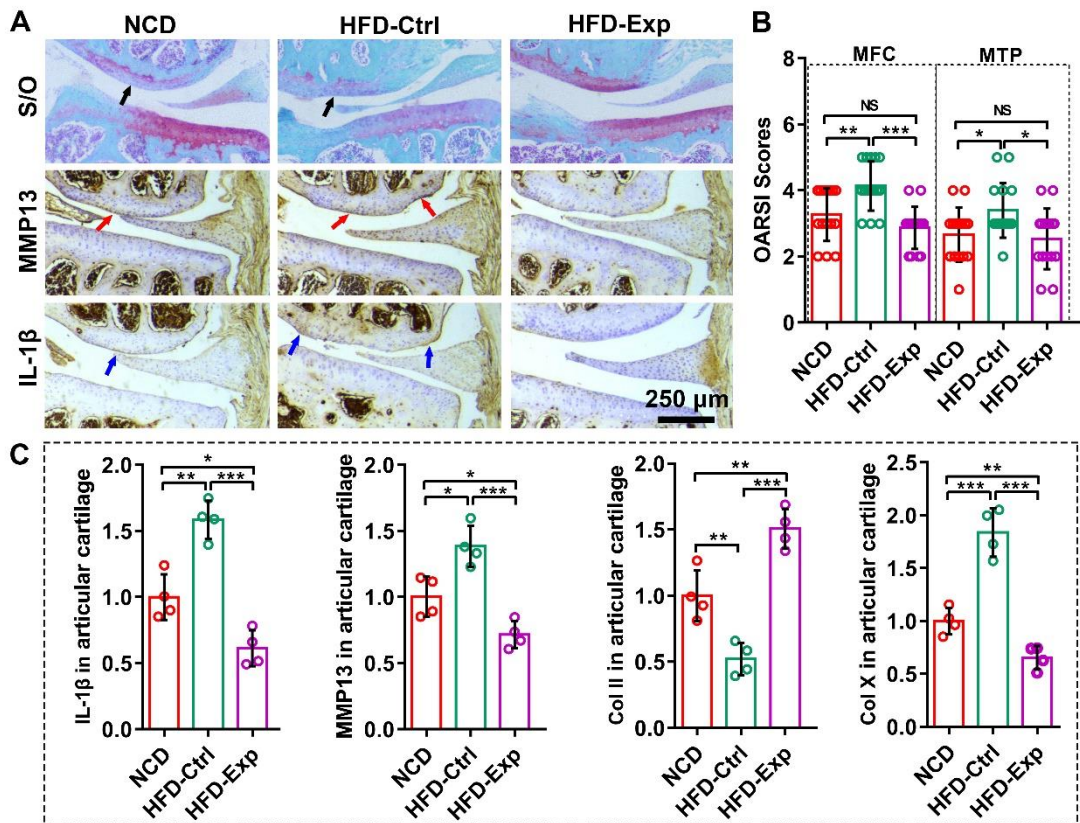 A
NCD
HFD-Ctrl
HFD-Exp
S/O
MMP13
IL-1β
250 µm
B
MFC
MTP
NS
NS
** ***
* *
OARSI Scores
8
6
4
2
0
NCD
HFD-Ctrl
HFD-Exp
NCD
HFD-Ctrl
HFD-Exp
C
IL-1β in articular cartilage
2.0
1.5
1.0
0.5
0.0
*
** ***
NCD
HFD-Ctrl
HFD-Exp
MMP13 in articular cartilage
2.0
1.5
1.0
0.5
0.0
*
* ***
NCD
HFD-Ctrl
HFD-Exp
Col II in articular cartilage
2.0
1.5
1.0
0.5
0.0
**
***
**
NCD
HFD-Ctrl
HFD-Exp
Col X in articular cartilage
2.5
2.0
1.5
1.0
0.5
0.0
**
*** ***
NCD
HFD-Ctrl
HFD-Exp